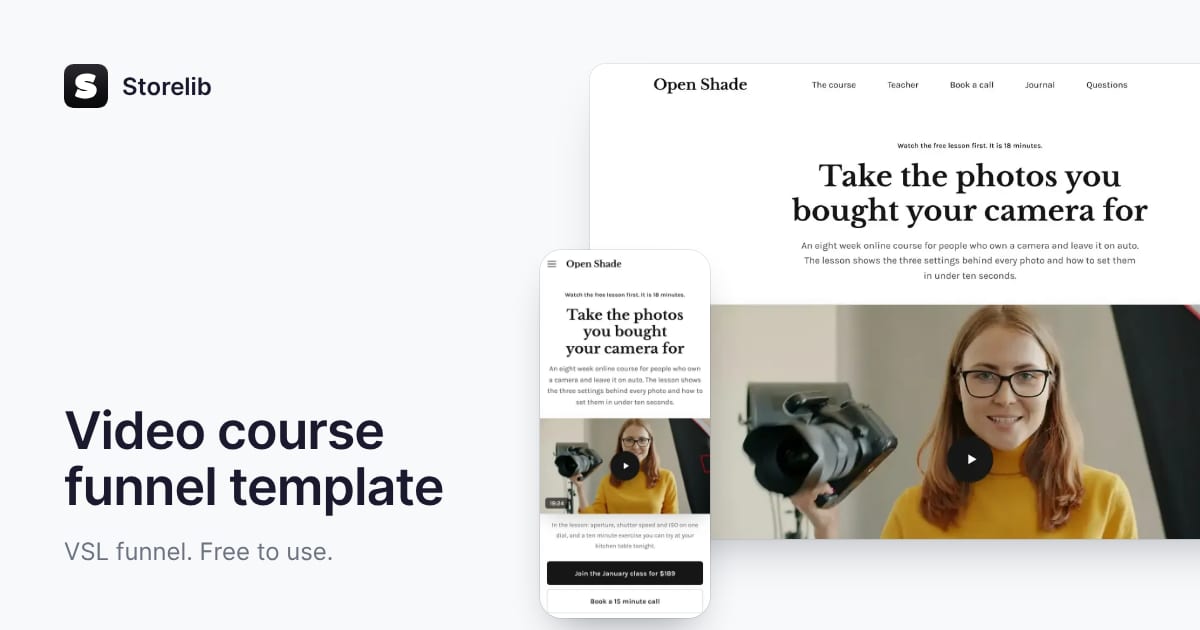 Storelib
Video course
funnel template
VSL funnel. Free to use.
Open Shade
The course
Teacher
Book a call
Journal
Questions
Watch the free lesson first. It is 18 minutes.
Take the photos you
bought your camera for
An eight week online course for people who own a camera and leave it on auto.
The lesson shows the three settings behind every photo and how to set them
in under ten seconds.
Open Shade
Watch the free lesson first. It is 18 minutes.
Take the photos
you bought
your camera for
An eight week online course for people who own
a camera and leave it on auto. The lesson shows
the three settings behind every photo and how to
set them in under ten seconds.
18:24
In the lesson: aperture, shutter speed and ISO on one
dial, and a ten minute exercise you can try at your
kitchen table tonight.
Join the January class for $189
Book a 15 minute call